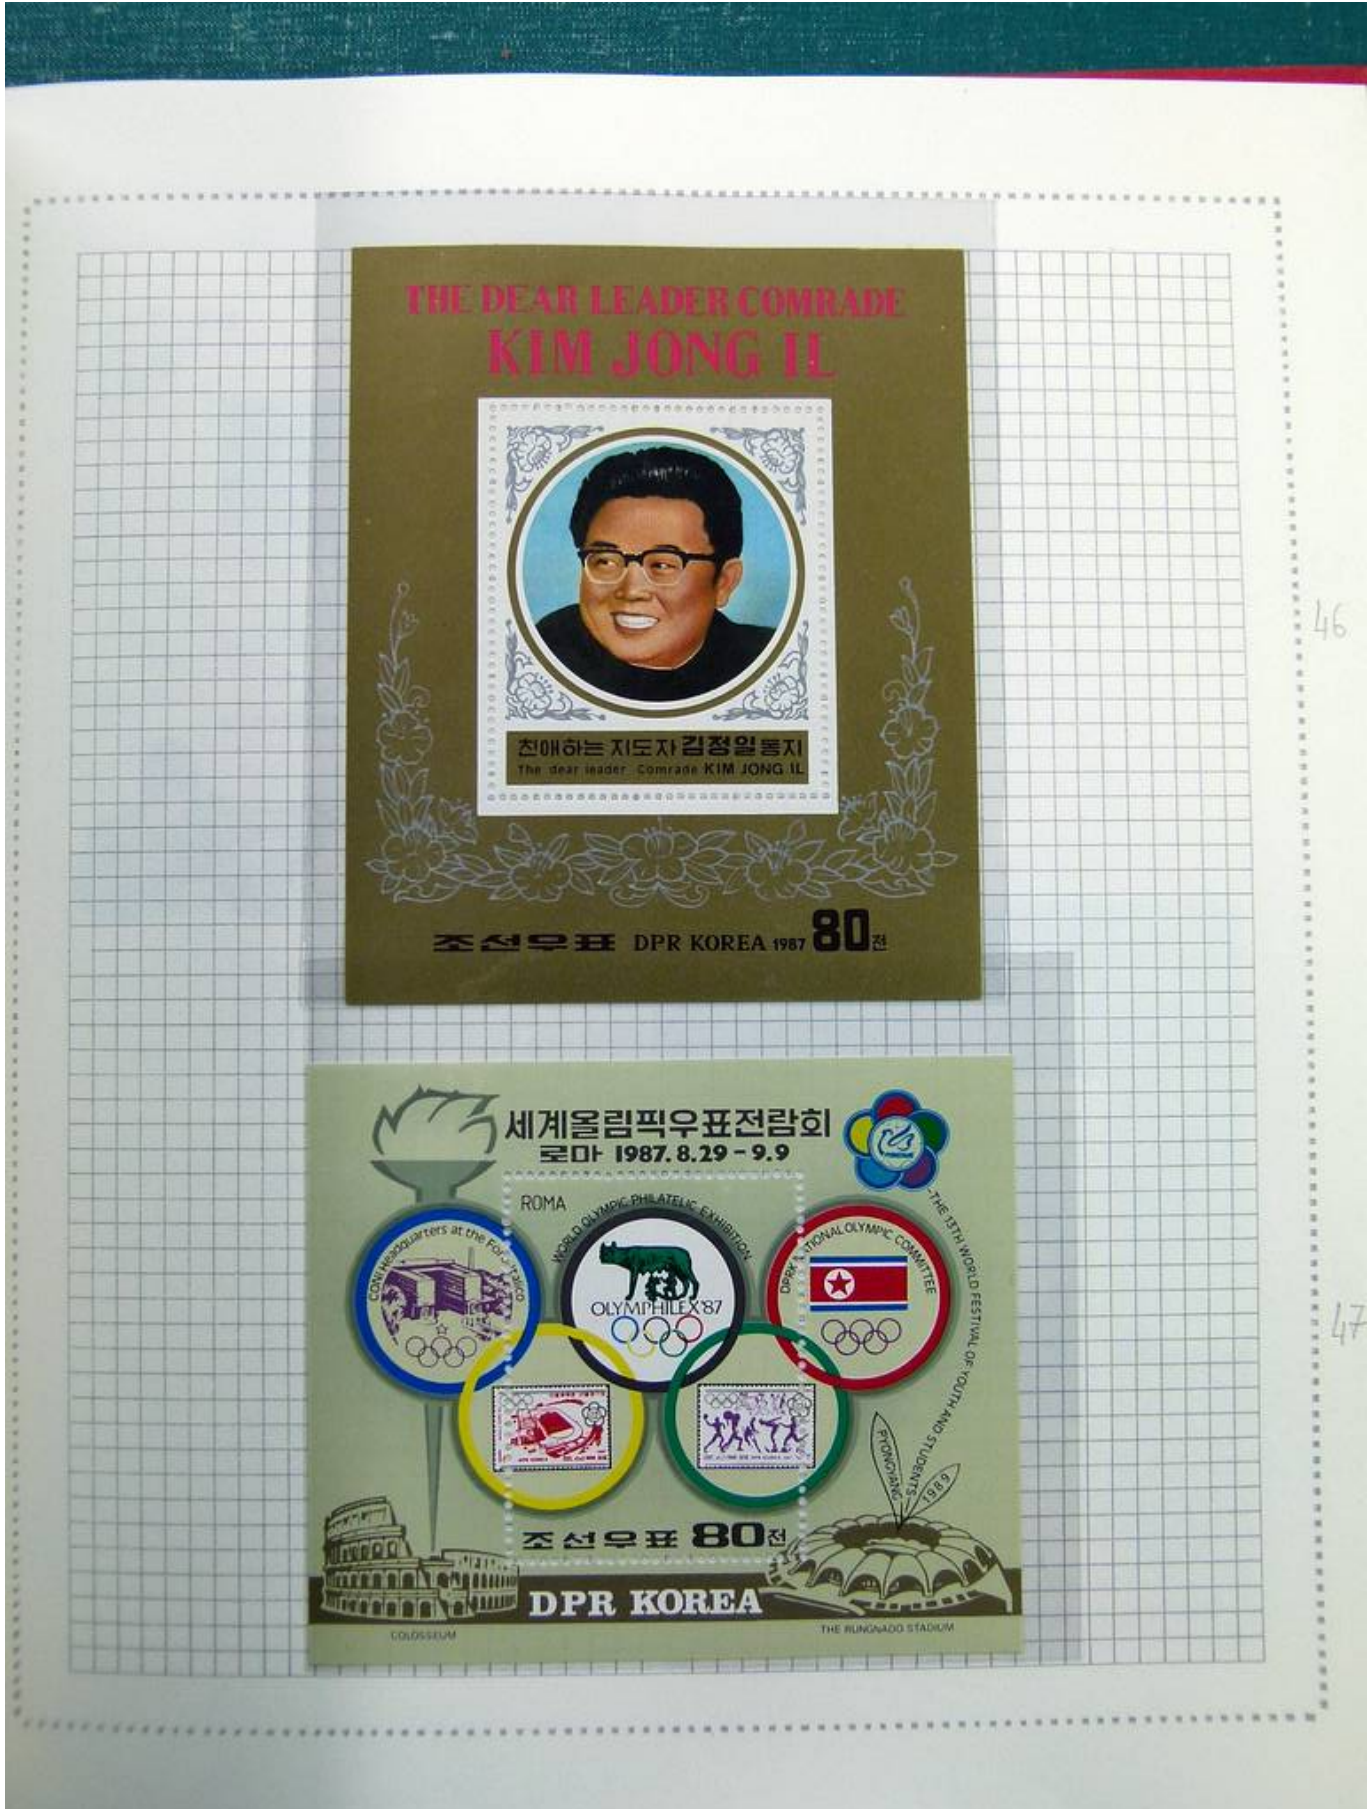 THE DEAR LEADER COMRADE
KIM JONG IL
친애하는 지도자 김정일동지
The dear leader Comrade KIM JONG IL
조선우표 DPR KOREA 1987 80전
46
세계올림픽우표전람회
로마 1987.8.29-9.9
ROMA
WORLD OLYMPIC PHILATELIC EXHIBITION
CONI Headquarters at the Foro Italico
OLYMPHILEX'87
DPRK NATIONAL OLYMPIC COMMITTEE
THE 13TH WORLD FESTIVAL OF YOUTH AND STUDENTS
PYONGYANG
1989
47
조선우표 80전
DPR KOREA
COLOSSEUM
THE RUNGNADO STADIUM